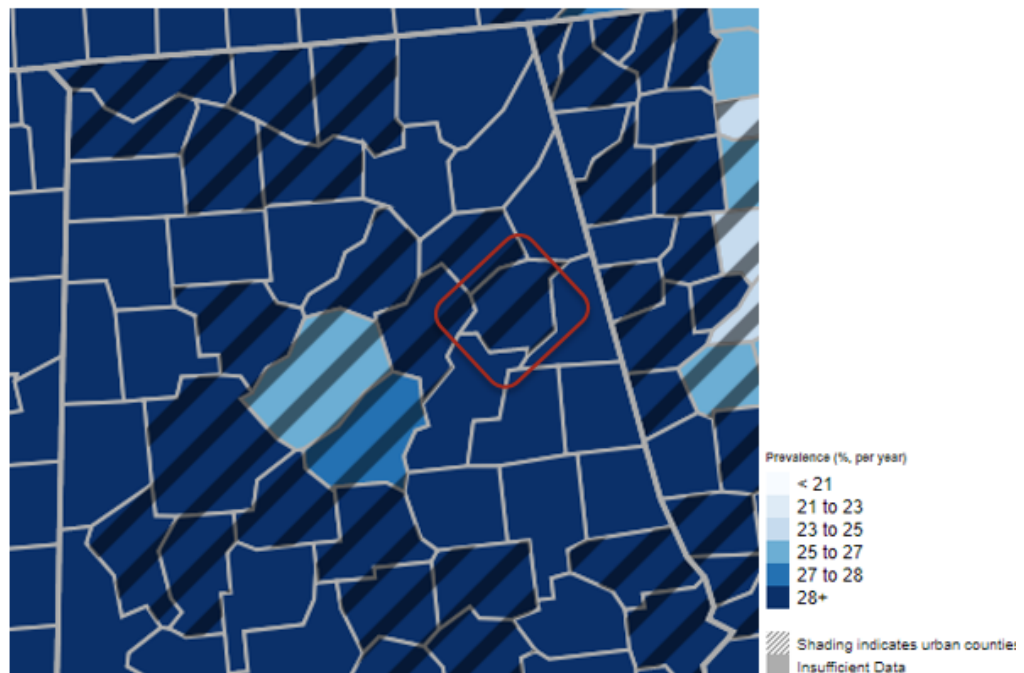 Prevalence (%, per year)
< 21
21 to 23
23 to 25
25 to 27
27 to 28
28+
Shading indicates urban counties
Insufficient Data